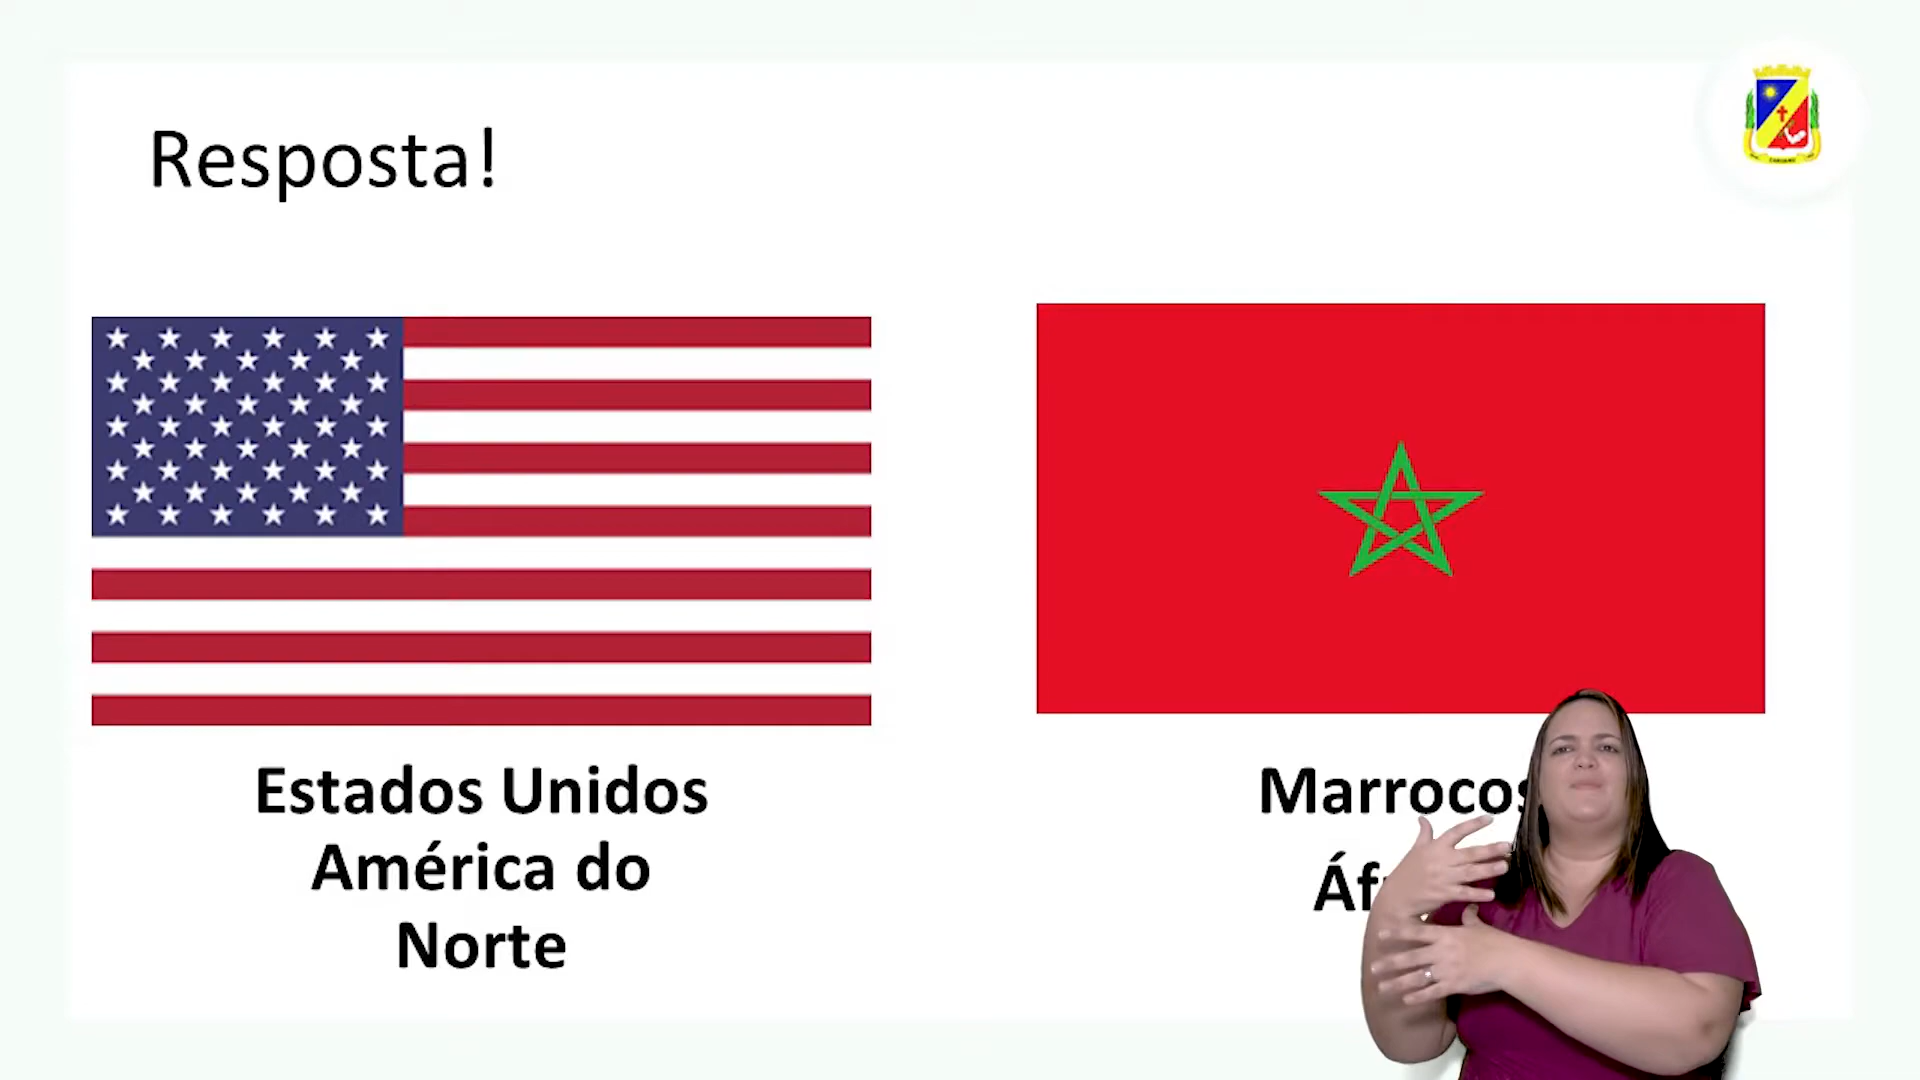 Resposta!
Estados Unidos
América do
Norte
Marrocos